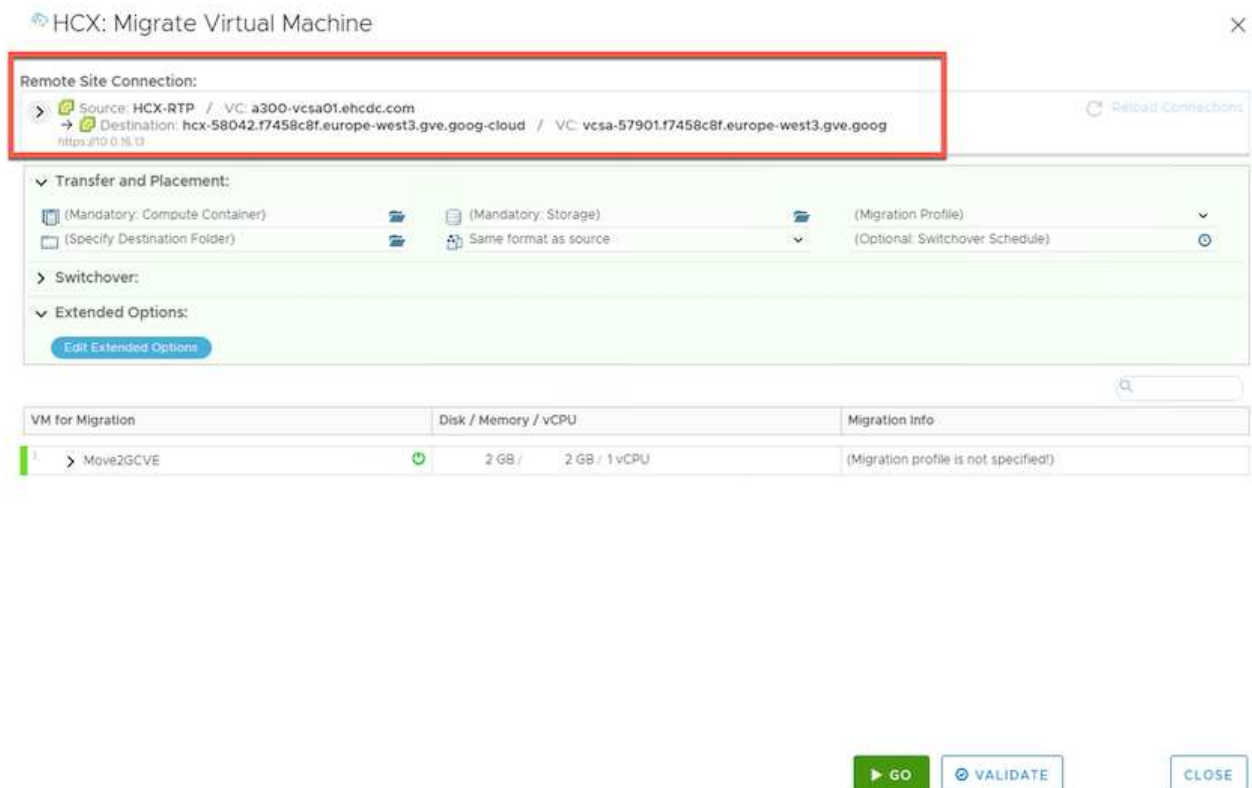 HCX: Migrate Virtual Machine
Remote Site Connection:
Source: HCX-RTP / VC: a300-vcsa01.ehcdc.com
→ Destination: hcx-58042.f7458c8f.europe-west3.gve.goog-cloud / VC: vcsa-57901.f7458c8f.europe-west3.gve.goog
https://10.0.16.13
Reload Connections
Transfer and Placement:
(Mandatory: Compute Container) (Mandatory: Storage) (Migration Profile)
(Specify Destination Folder) Same format as source (Optional: Switchover Schedule)
Switchover:
Extended Options:
Edit Extended Options
VM for Migration Disk / Memory / vCPU Migration Info
1. Move2GCVE 2 GB / 2 GB / 1 vCPU (Migration profile is not specified!)
GO VALIDATE CLOSE